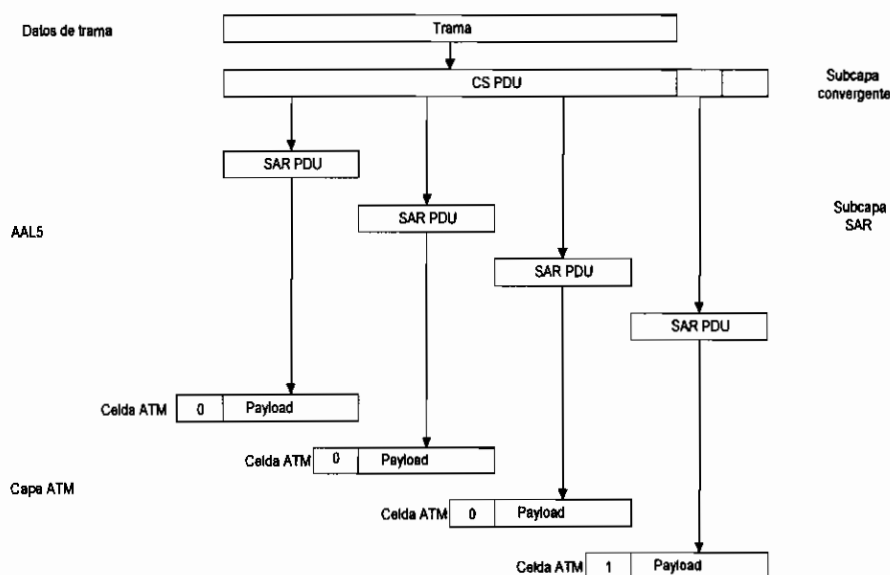 Datos de trama
Trama
CS PDU
Subcapa
convergente
SAR PDU
SAR PDU
Subcapa
SAR
AAL5
SAR PDU
SAR PDU
Celda ATM 0 Payload
Celda ATM 0 Payload
Capa ATM
Celda ATM 0 Payload
Celda ATM 1 Payload